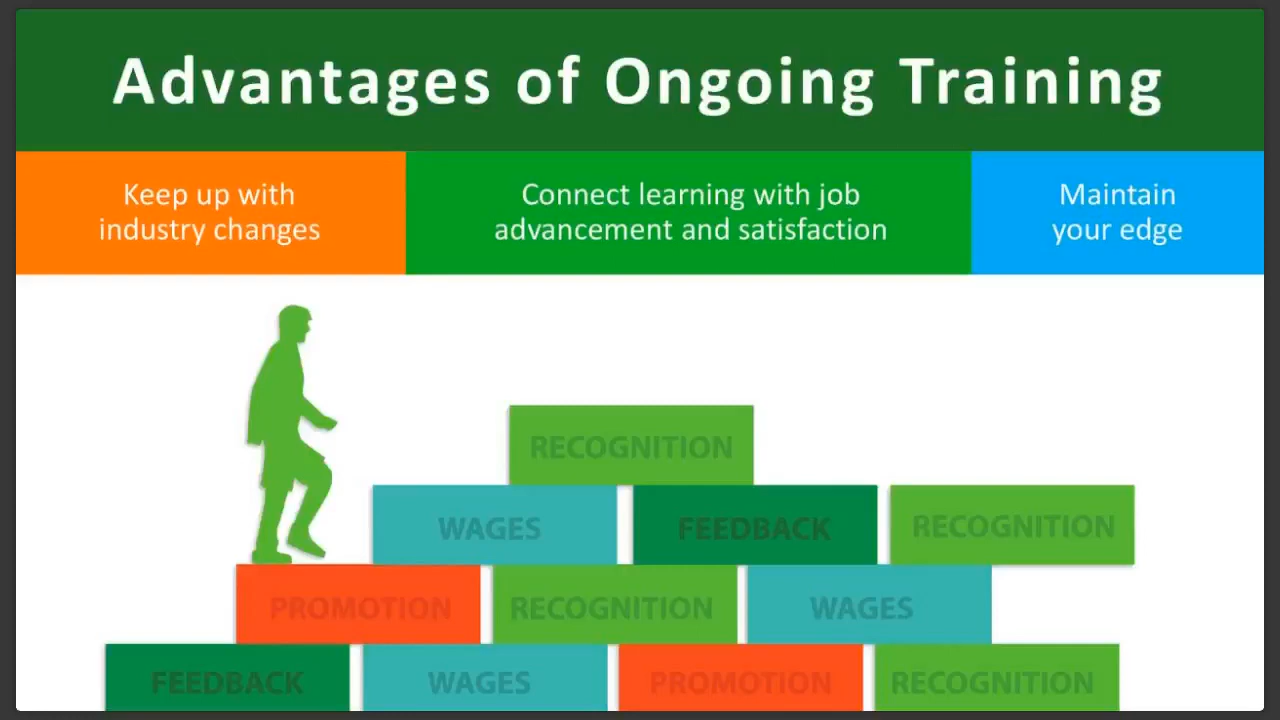 Advantages of Ongoing Training
Keep up with
industry changes
Connect learning with job
advancement and satisfaction
Maintain
your edge
RECOGNITION
WAGES
FEEDBACK
RECOGNITION
PROMOTION
RECOGNITION
WAGES
FEEDBACK
WAGES
PROMOTION
RECOGNITION